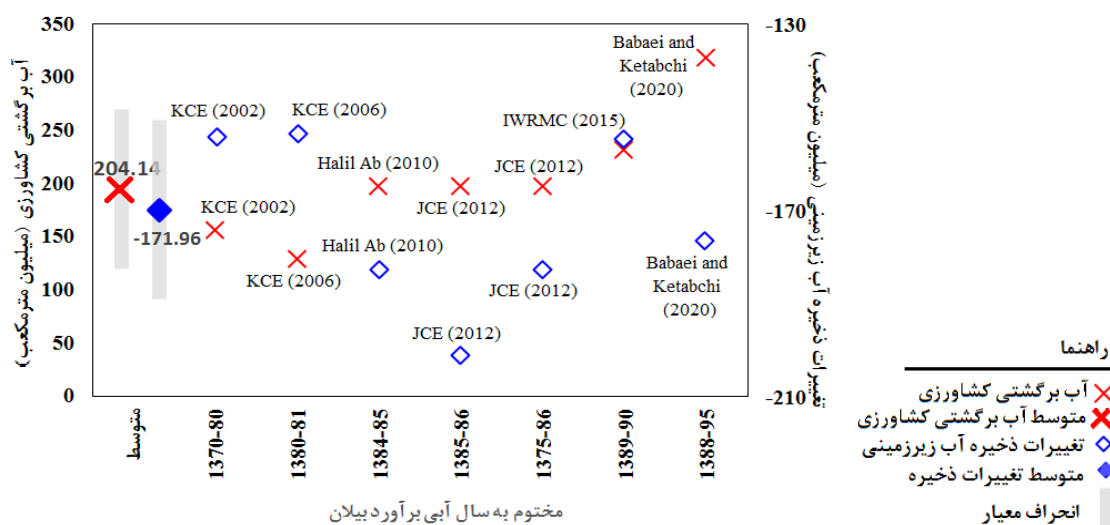 350
300
250
200
150
100
50
0
آب برگشتی کشاورزی (میلیون مترمکعب)
-130
-170
-210
تغییرات ذخیره آب زیرزمینی (میلیون مترمکعب)
204.14
-171.96
KCE (2002)
KCE (2002)
KCE (2006)
KCE (2006)
Halil Ab (2010)
Halil Ab (2010)
JCE (2012)
JCE (2012)
JCE (2012)
JCE (2012)
IWRMC (2015)
Babaei and
Ketabchi
(2020)
Babaei and
Ketabchi
(2020)
متوسط
1370-80
1380-81
1384-85
1385-86
1375-86
1389-90
1388-95
مختوم به سال آبی برآورد بیلان
راهنما
آب برگشتی کشاورزی
متوسط آب برگشتی کشاورزی
تغییرات ذخیره آب زیرزمینی
متوسط تغییرات ذخیره
انحراف معیار